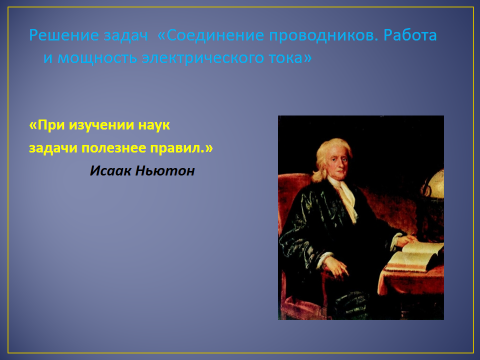 Решение задач «Соединение проводников. Работа
и мощность электрического тока»
«При изучении наук
задачи полезнее правил.»
Исаак Ньютон